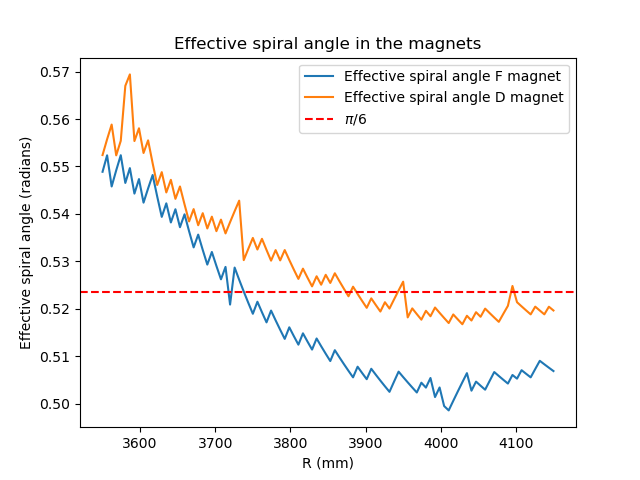 Effective spiral angle in the magnets
Effective spiral angle F magnet
Effective spiral angle D magnet
π/6
Effective spiral angle (radians)
0.57
0.56
0.55
0.54
0.53
0.52
0.51
0.50
3600 3700 3800 3900 4000 4100
R (mm)